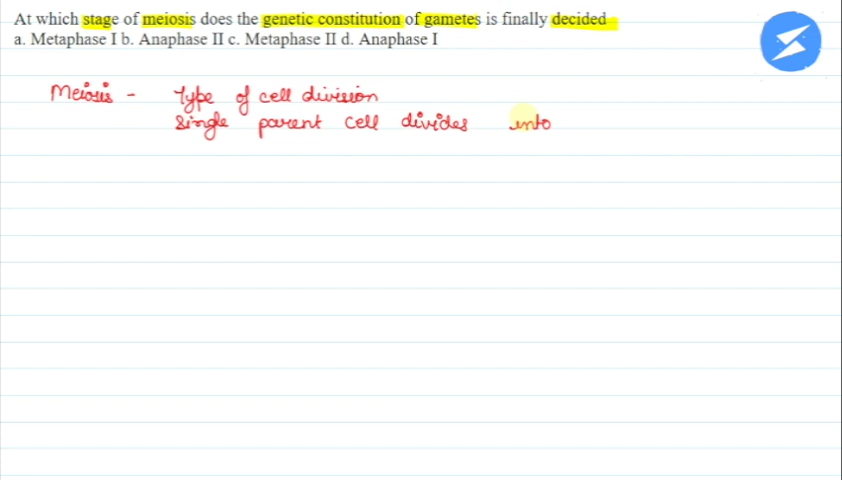 At which stage of meiosis does the genetic constitution of gametes is finally decided
a. Metaphase I b. Anaphase II c. Metaphase II d. Anaphase I
Meiosis - Type of cell division
Single parent cell divides into